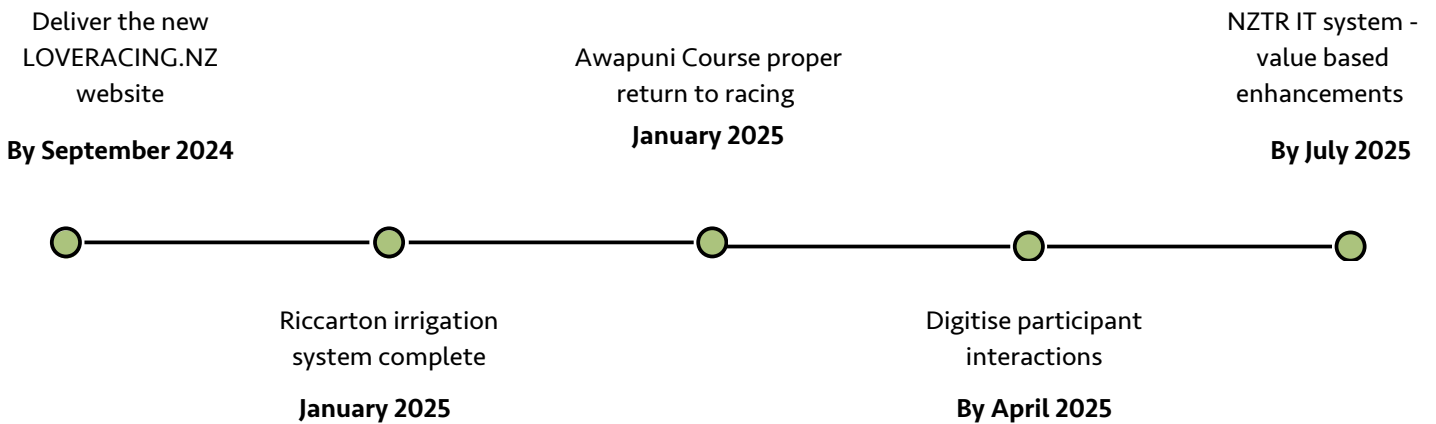 Deliver the new
LOVERACING.NZ
website
By September 2024
Riccarton irrigation
system complete
January 2025
Awapuni Course proper
return to racing
January 2025
Digitise participant
interactions
By April 2025
NZTR IT system -
value based
enhancements
By July 2025